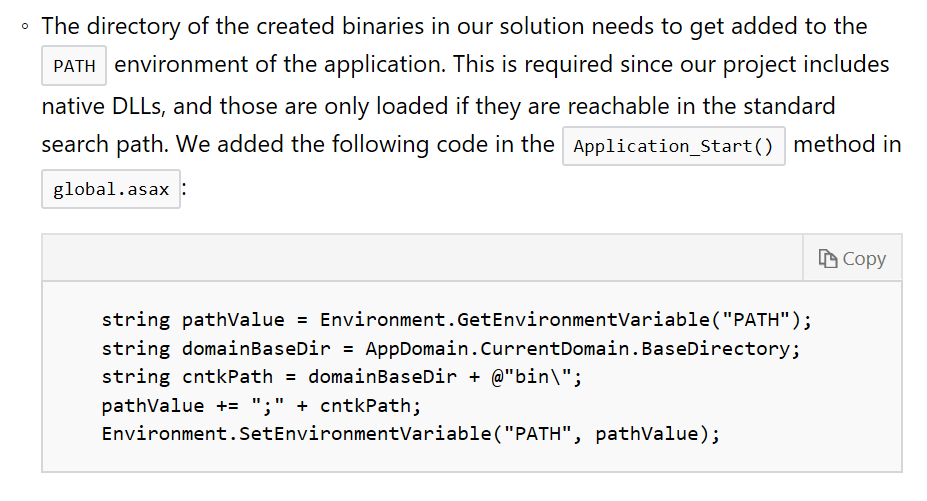 The directory of the created binaries in our solution needs to get added to the
PATH environment of the application. This is required since our project includes
native DLLs, and those are only loaded if they are reachable in the standard
search path. We added the following code in the Application_Start() method in
global.asax :
Copy
string pathValue = Environment.GetEnvironmentVariable("PATH");
string domainBaseDir = AppDomain.CurrentDomain.BaseDirectory;
string cntkPath = domainBaseDir + @"bin\";
pathValue += ";" + cntkPath;
Environment.SetEnvironmentVariable("PATH", pathValue);